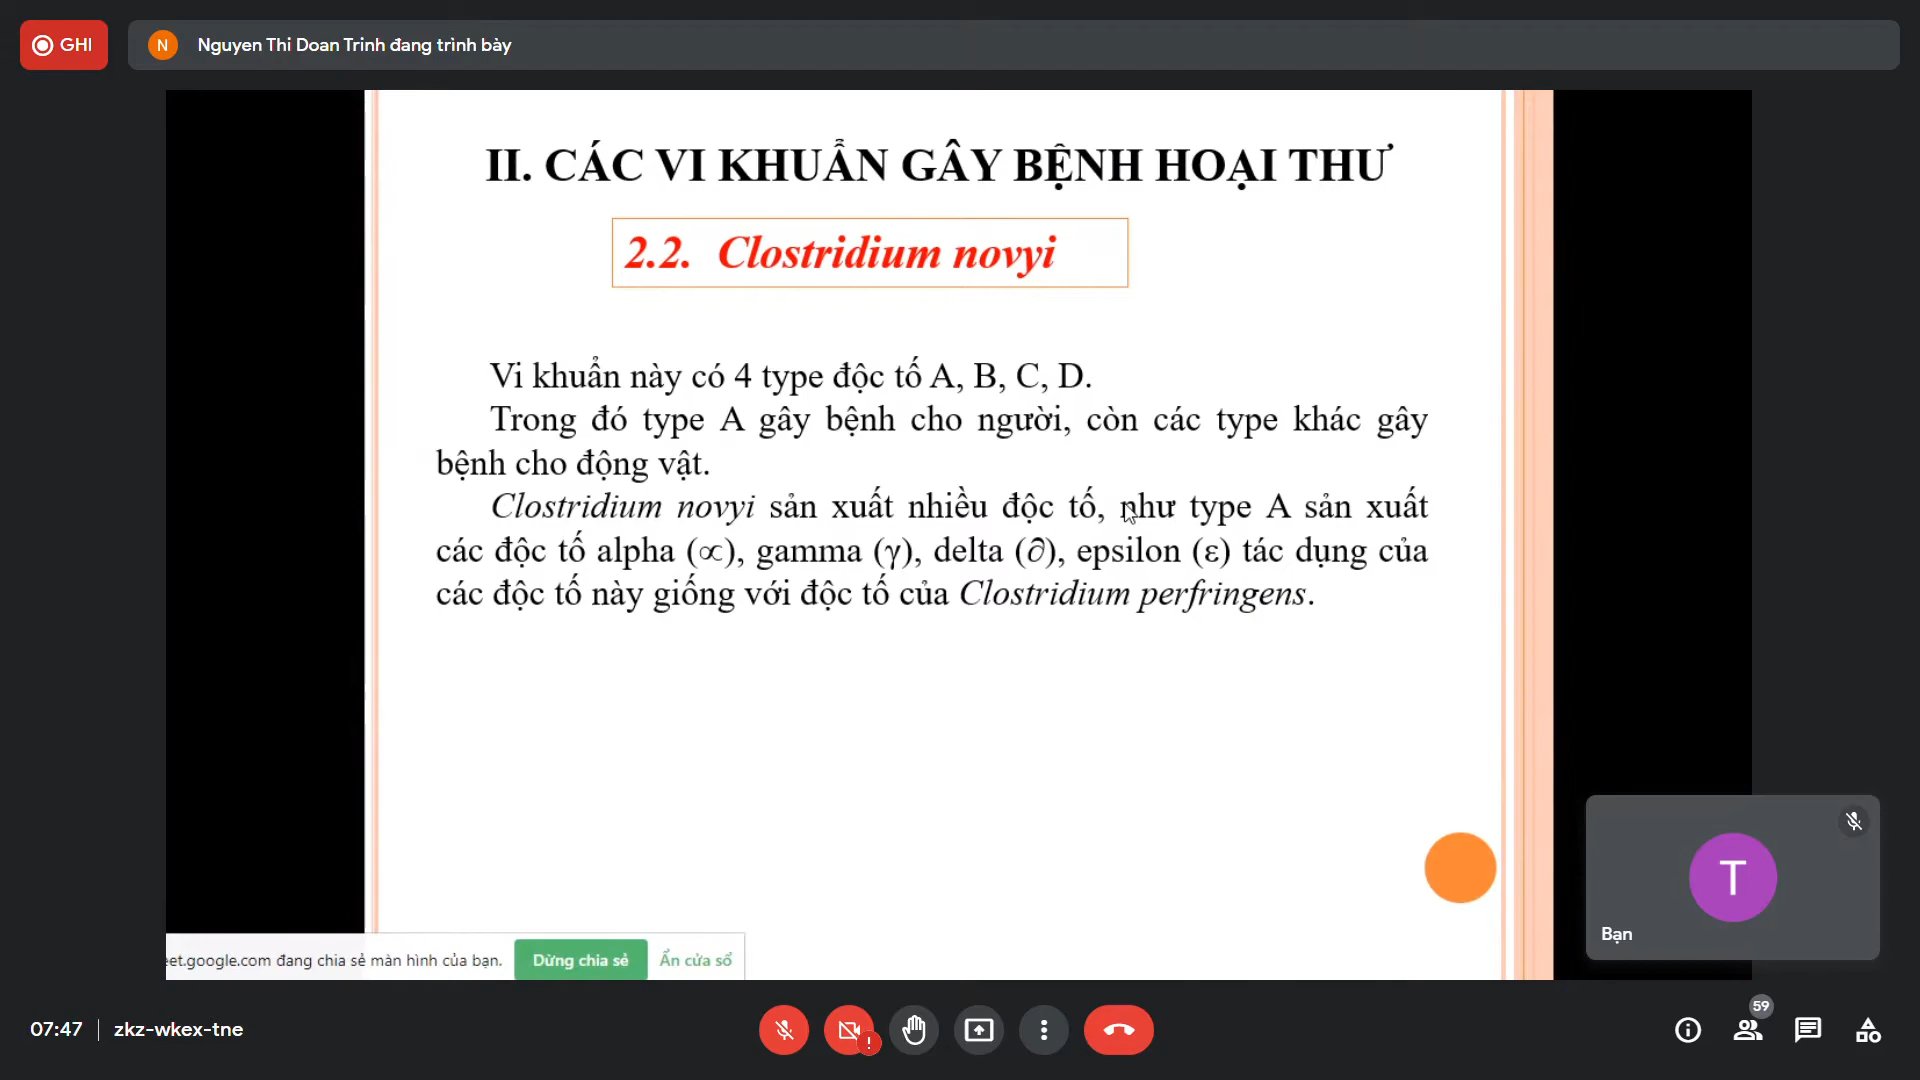 GHI
N
Nguyen Thi Doan Trinh đang trình bày
II. CÁC VI KHUẨN GÂY BỆNH HOẠI THƯ
2.2. Clostridium novyi
Vi khuẩn này có 4 type độc tố A, B, C, D.
Trong đó type A gây bệnh cho người, còn các type khác gây
bệnh cho động vật.
Clostridium novyi sản xuất nhiều độc tố, như type A sản xuất
các độc tố alpha (∝), gamma (γ), delta (∂), epsilon (ε) tác dụng của
các độc tố này giống với độc tố của Clostridium perfringens.
T
Bạn
eet.google.com đang chia sẻ màn hình của bạn.
Dừng chia sẻ
Ẩn cửa sổ
07:47
zkz-wkex-tne
!
59